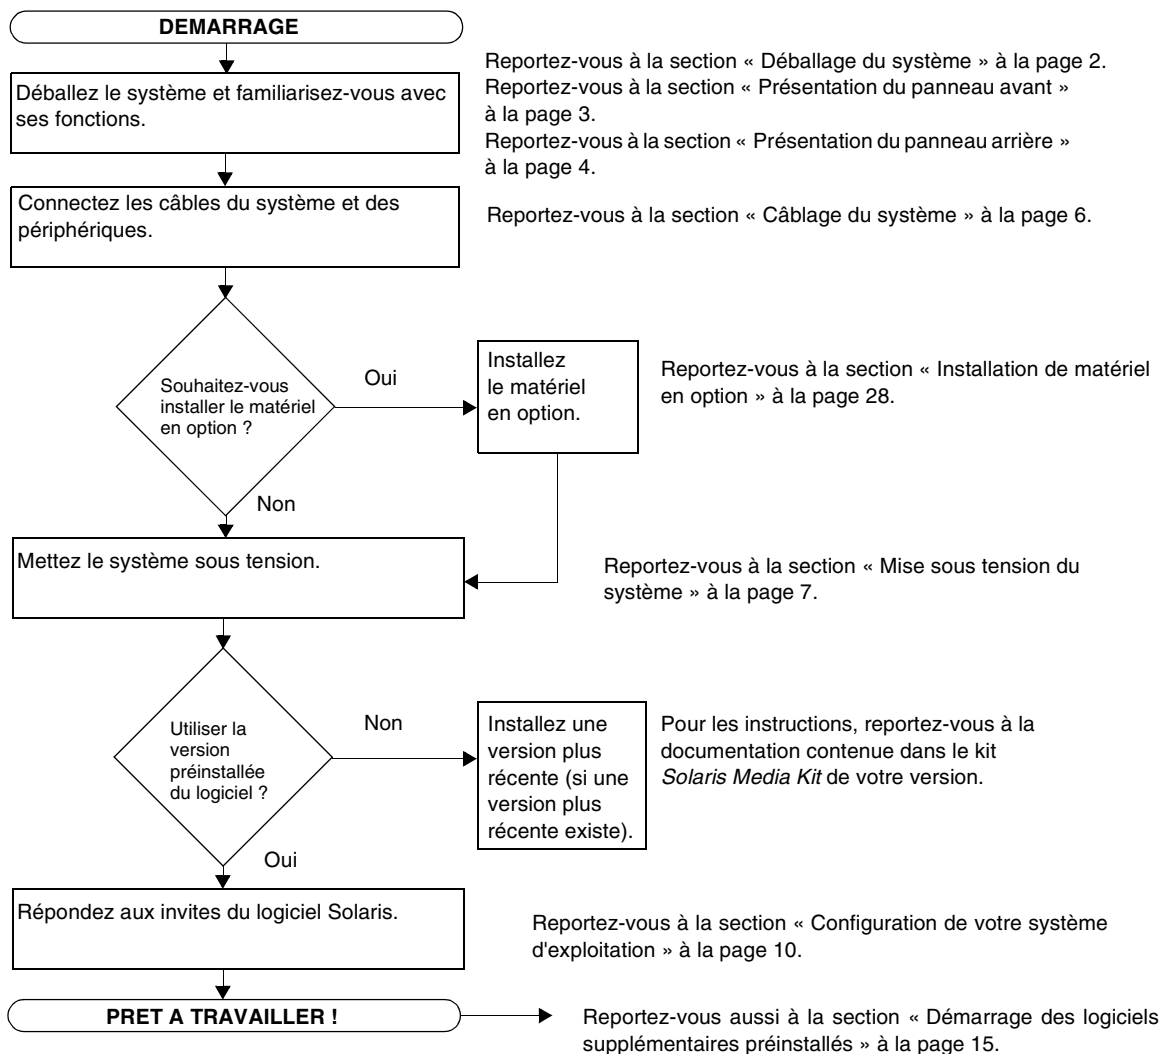 DEMARRAGE
Déballez le système et familiarisez-vous avec
ses fonctions.
Reportez-vous à la section « Déballage du système » à la page 2.
Reportez-vous à la section « Présentation du panneau avant »
à la page 3.
Reportez-vous à la section « Présentation du panneau arrière »
à la page 4.
Connectez les câbles du système et des
périphériques.
Reportez-vous à la section « Câblage du système » à la page 6.
Souhaitez-vous
installer le matériel
en option ?
Oui
Installez
le matériel
en option.
Reportez-vous à la section « Installation de matériel
en option » à la page 28.
Non
Mettez le système sous tension.
Reportez-vous à la section « Mise sous tension du
système » à la page 7.
Utiliser la
version
préinstallée
du logiciel ?
Non
Installez une
version plus
récente (si une
version plus
récente existe).
Pour les instructions, reportez-vous à la
documentation contenue dans le kit
Solaris Media Kit de votre version.
Oui
Répondez aux invites du logiciel Solaris.
Reportez-vous à la section « Configuration de votre système
d'exploitation » à la page 10.
PRET A TRAVAILLER !
Reportez-vous aussi à la section « Démarrage des logiciels
supplémentaires préinstallés » à la page 15.